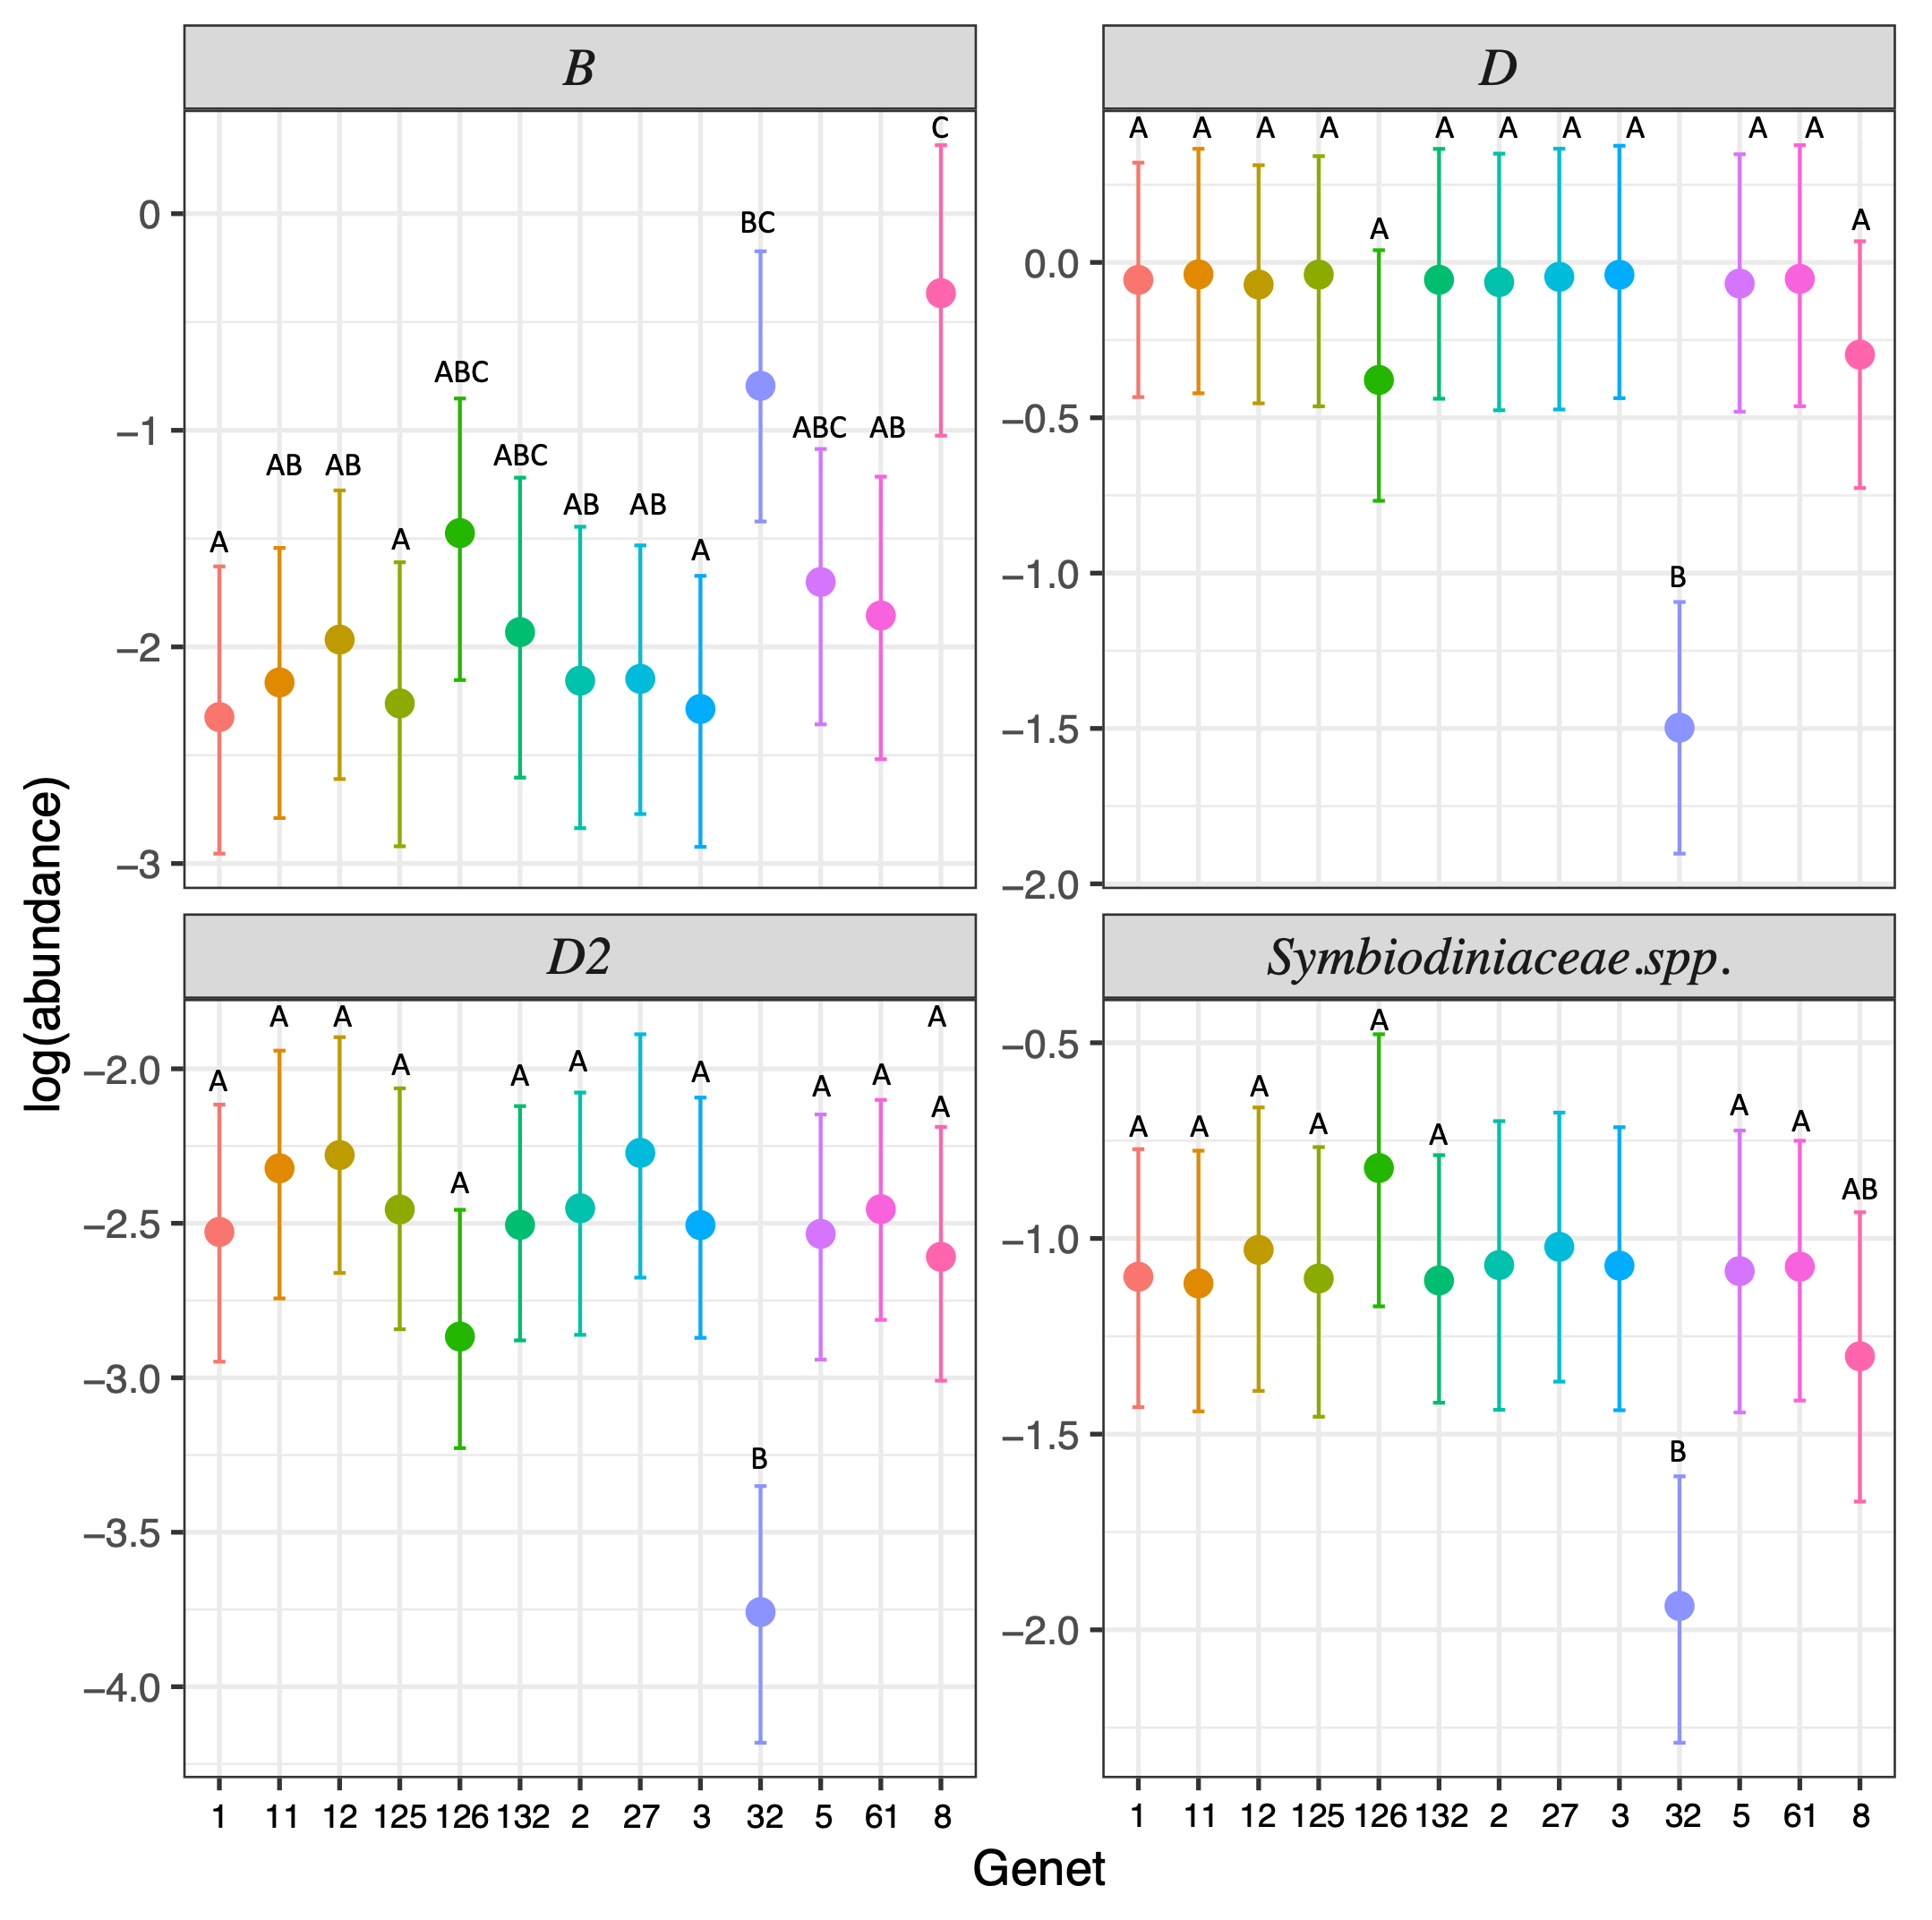 B
D
C
BC
ABC
ABC AB
ABC
AB AB
AB AB
A A A
0
−1
−2
−3
A A A A A A A A A A
A A
B
0.0
−0.5
−1.0
−1.5
−2.0
D2
Symbiodiniaceae.spp.
A A A
A A A A A A A A
A
A
B
−2.0
−2.5
−3.0
−3.5
−4.0
A
A
A A A A A A
AB
B
−0.5
−1.0
−1.5
−2.0
1 11 12 125 126 132 2 27 3 32 5 61 8
1 11 12 125 126 132 2 27 3 32 5 61 8
log(abundance)
Genet